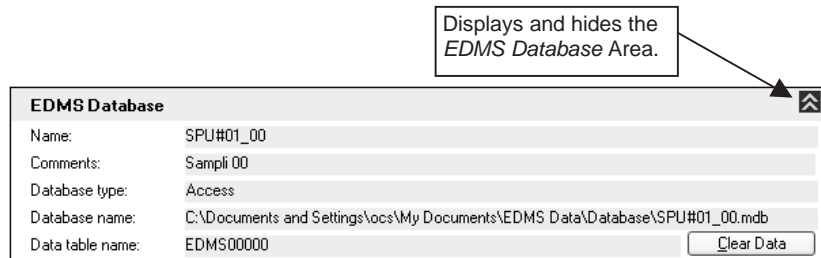 Displays and hides the
EDMS Database Area.
EDMS Database
Name: SPU#01_00
Comments: Sampli 00
Database type: Access
Database name: C:\Documents and Settings\ocs\My Documents\EDMS Data\Database\SPU#01_00.mdb
Data table name: EDMS00000 Clear Data